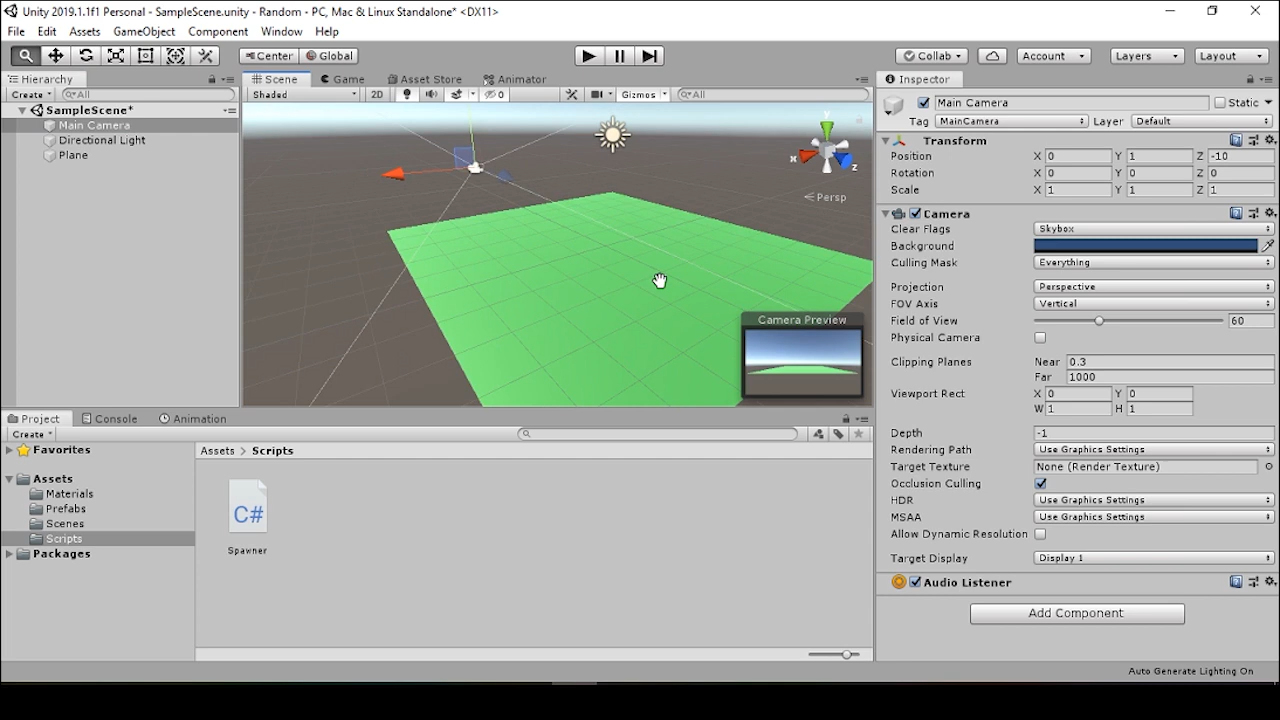 Unity 2019.1.1f1 Personal - SampleScene.unity - Random - PC, Mac & Linux Standalone* <DX11>
File Edit Assets GameObject Component Window Help
Center Global Collab Account Layers Layout
Hierarchy
Create All
SampleScene*
Main Camera
Directional Light
Plane
Scene Game Asset Store Animator
Shaded 2D 0 Gizmos All
y
x
z
Persp
Camera Preview
Inspector
Main Camera Static
Tag MainCamera Layer Default
Transform
Position X 0 Y 1 Z -10
Rotation X 0 Y 0 Z 0
Scale X 1 Y 1 Z 1
Camera
Clear Flags Skybox
Background
Culling Mask Everything
Projection Perspective
FOV Axis Vertical
Field of View 60
Physical Camera
Clipping Planes Near 0.3
Far 1000
Viewport Rect X 0 Y 0
W 1 H 1
Depth -1
Rendering Path Use Graphics Settings
Target Texture None (Render Texture)
Occlusion Culling
HDR Use Graphics Settings
MSAA Use Graphics Settings
Allow Dynamic Resolution
Target Display Display 1
Audio Listener
Add Component
Project Console Animation
Create
Favorites
Assets
Materials
Prefabs
Scenes
Scripts
Packages
Assets > Scripts
C#
Spawner
Auto Generate Lighting On